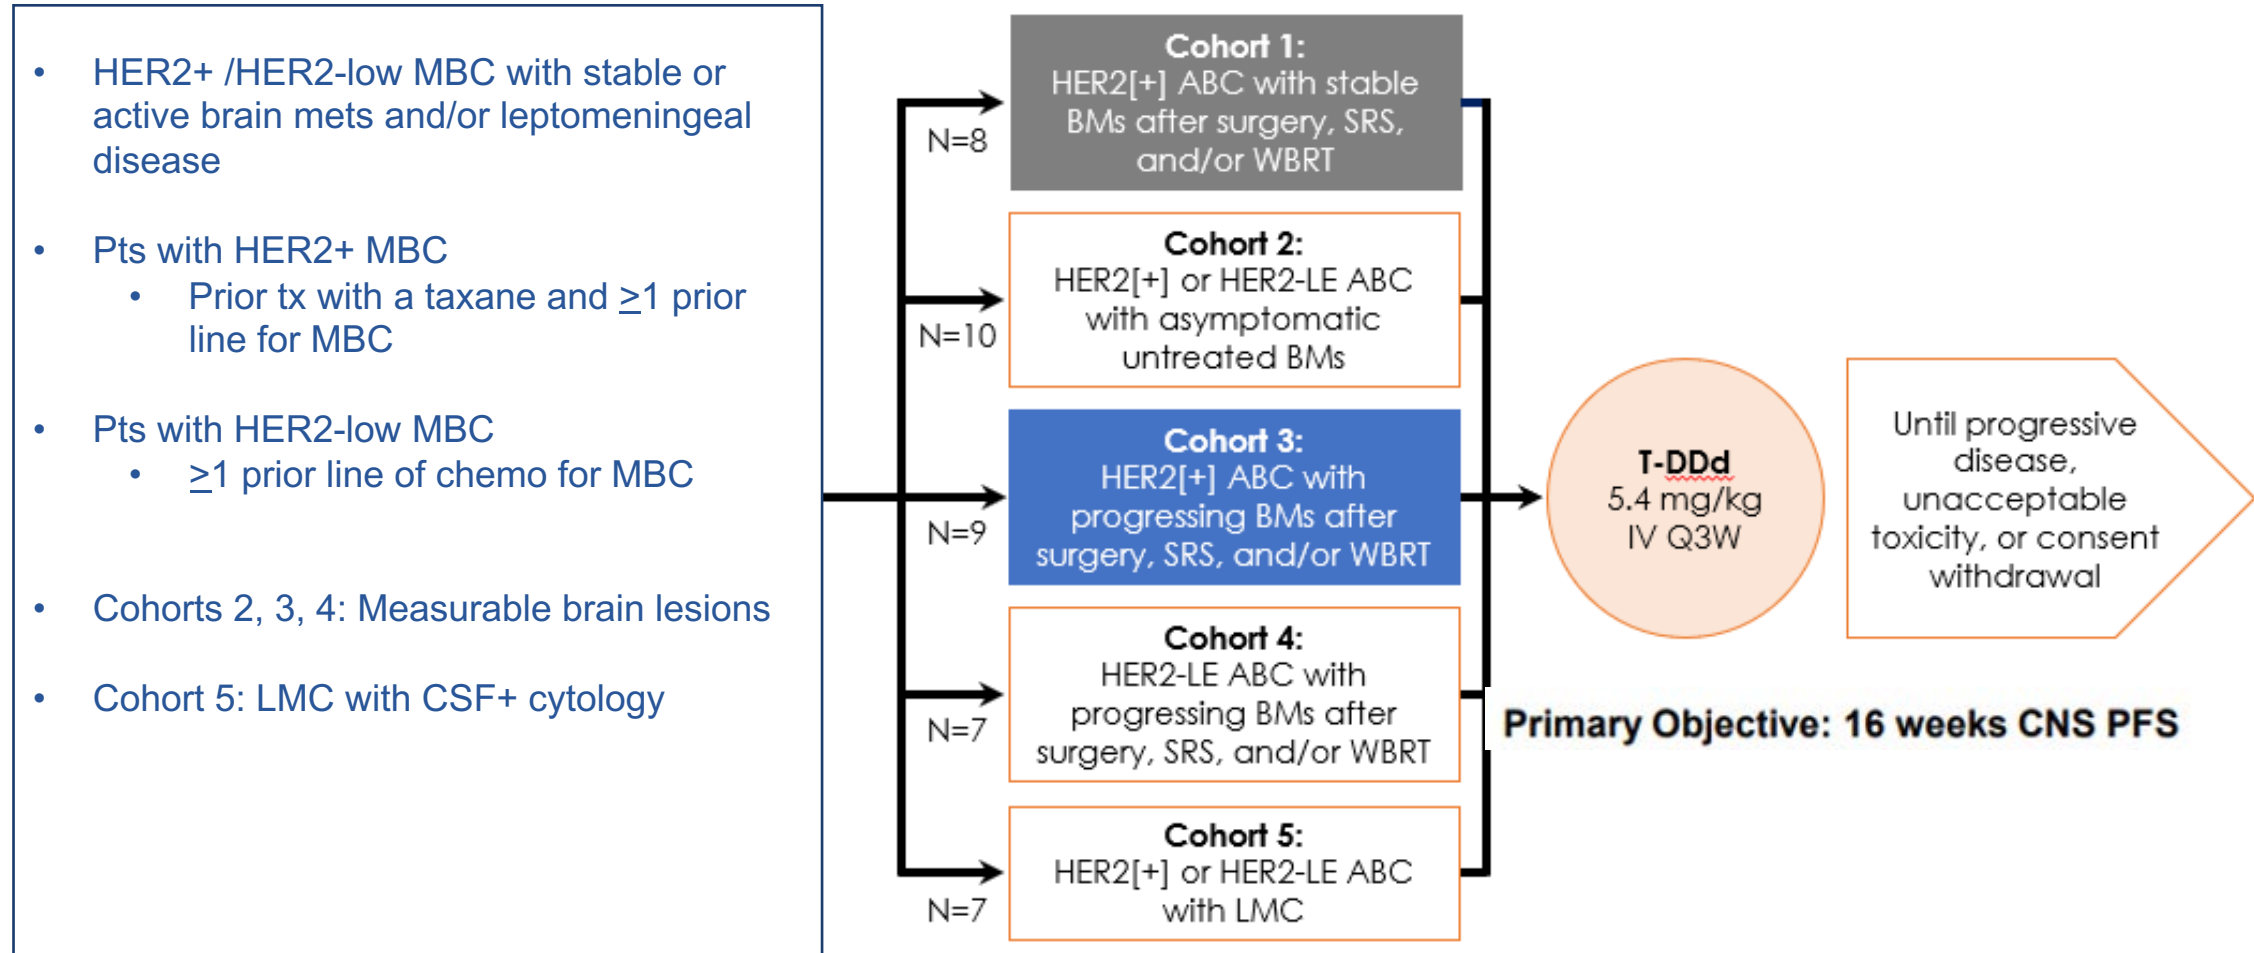 • HER2+ /HER2-low MBC with stable or
active brain mets and/or leptomeningeal
disease
• Pts with HER2+ MBC
• Prior tx with a taxane and ≥1 prior
line for MBC
• Pts with HER2-low MBC
• ≥1 prior line of chemo for MBC
• Cohorts 2, 3, 4: Measurable brain lesions
• Cohort 5: LMC with CSF+ cytology
N=8
Cohort 1:
HER2[+] ABC with stable
BMs after surgery, SRS,
and/or WBRT
N=10
Cohort 2:
HER2[+] or HER2-LE ABC
with asymptomatic
untreated BMs
N=9
Cohort 3:
HER2[+] ABC with
progressing BMs after
surgery, SRS, and/or WBRT
N=7
Cohort 4:
HER2-LE ABC with
progressing BMs after
surgery, SRS, and/or WBRT
N=7
Cohort 5:
HER2[+] or HER2-LE ABC
with LMC
T-DDd
5.4 mg/kg
IV Q3W
Until progressive
disease,
unacceptable
toxicity, or consent
withdrawal
Primary Objective: 16 weeks CNS PFS